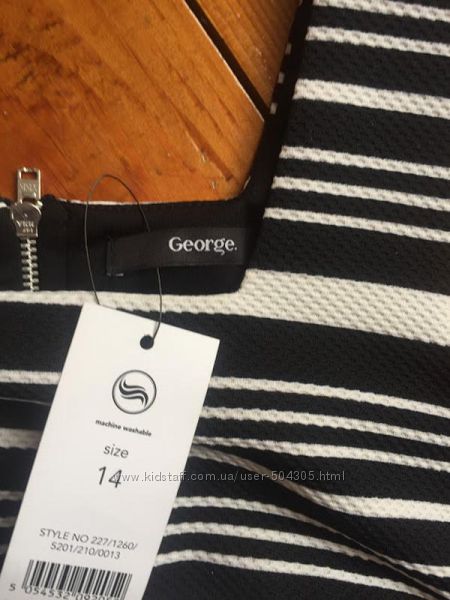 George.
machine washable
size
14
www.kidstaff.com.ua/user-504305.html
STYLE NO 227/1260/
S201/210/0013